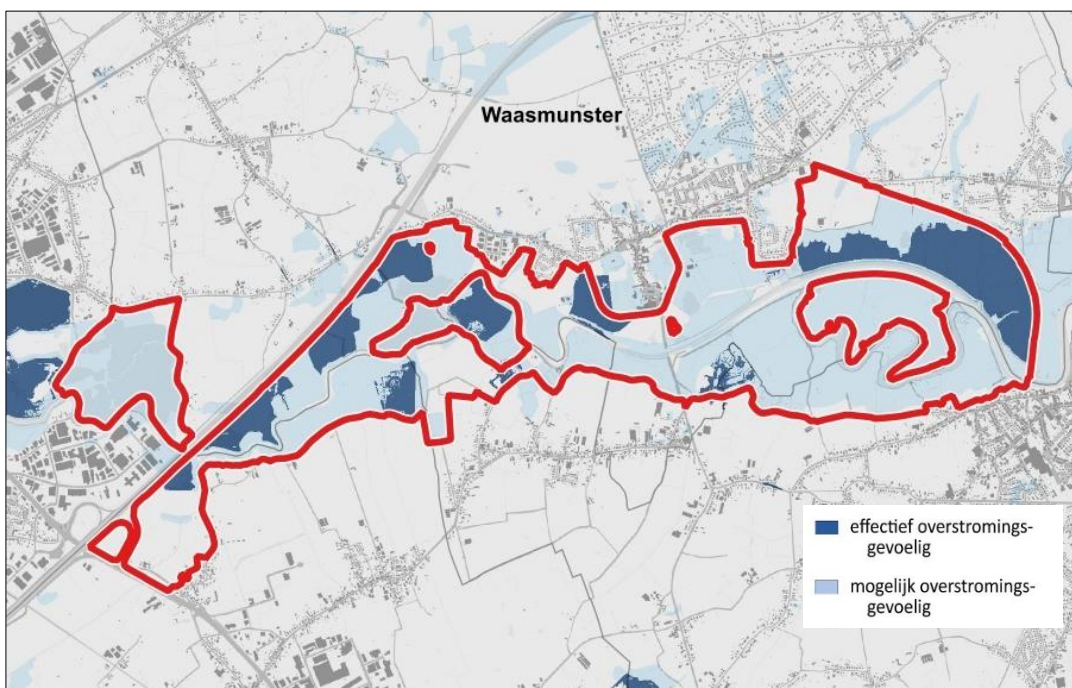 Waasmunster
effectief overstromings-
gevoelig
mogelijk overstromings-
gevoelig